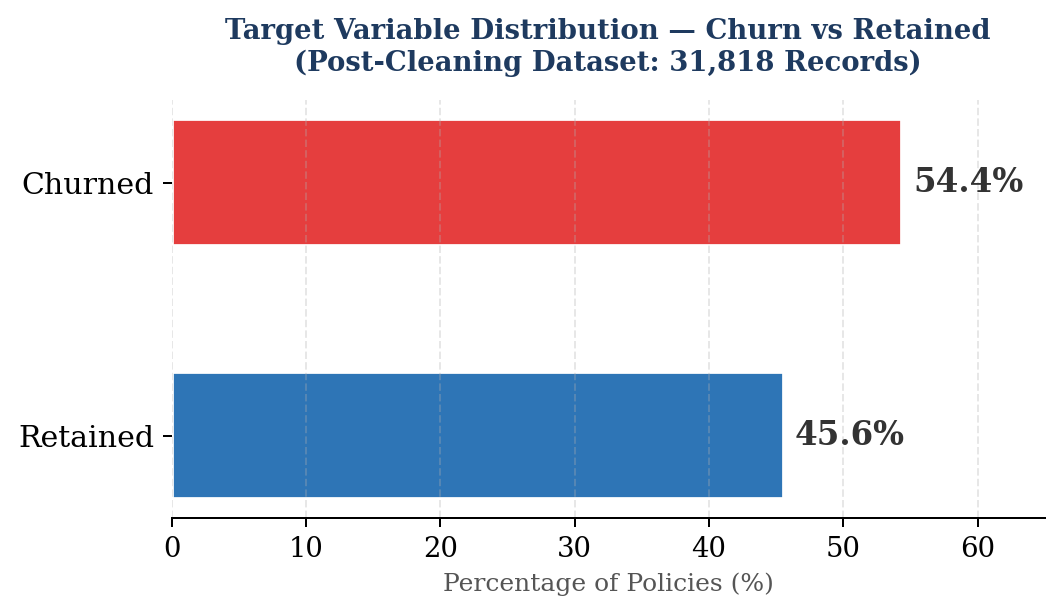 Target Variable Distribution — Churn vs Retained
(Post-Cleaning Dataset: 31,818 Records)
Churned
54.4%
Retained
45.6%
0 10 20 30 40 50 60
Percentage of Policies (%)